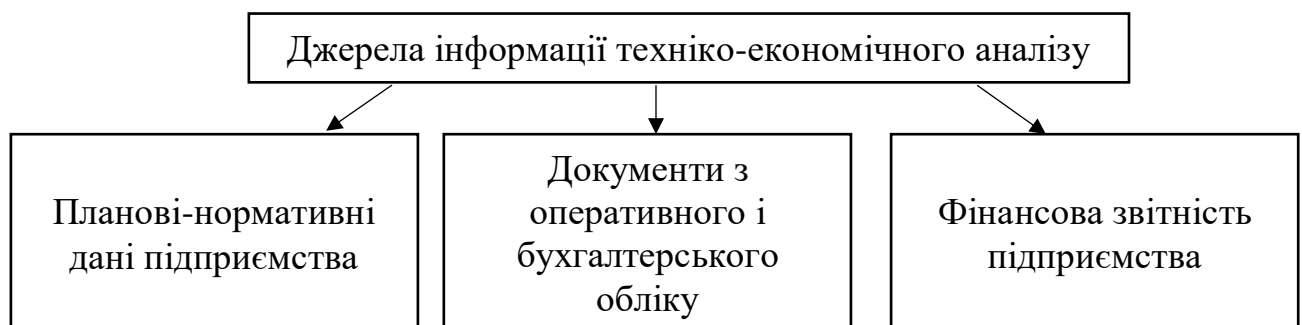 Джерела інформації техніко-економічного аналізу
Планові-нормативні
дані підприємства
Документи з
оперативного і
бухгалтерського
обліку
Фінансова звітність
підприємства